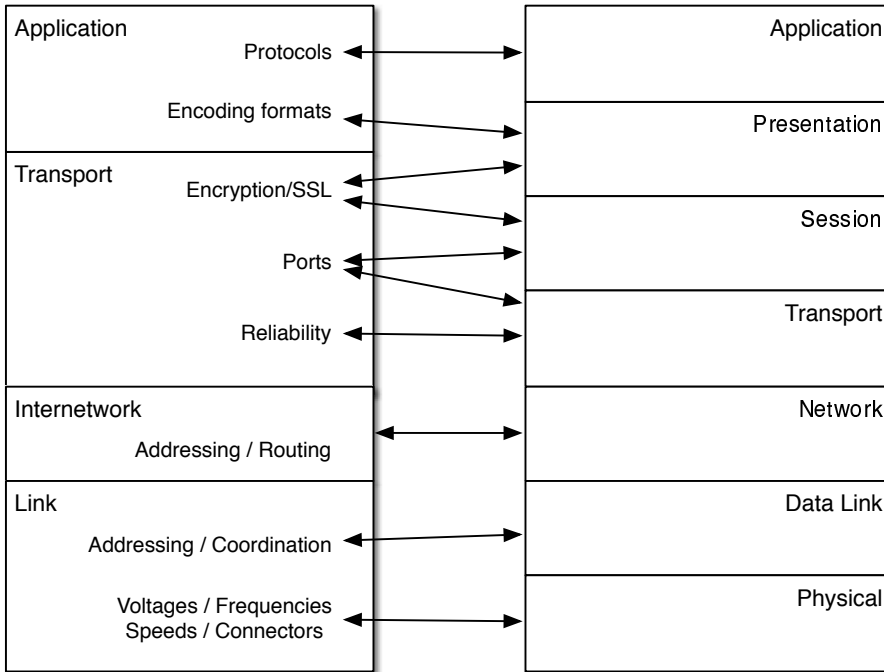 Application
Protocols
Encoding formats
Transport
Encryption/SSL
Ports
Reliability
Internetwork
Addressing / Routing
Link
Addressing / Coordination
Voltages / Frequencies
Speeds / Connectors
Application
Presentation
Session
Transport
Network
Data Link
Physical